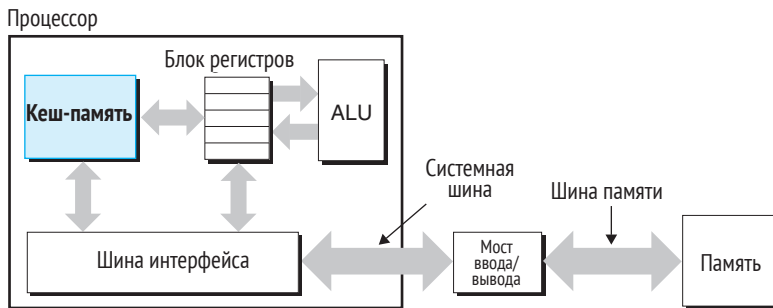 Процессор
Блок регистров
Кеш-память
ALU
Системная
шина
Шина памяти
Шина интерфейса
Мост
ввода/
вывода
Память